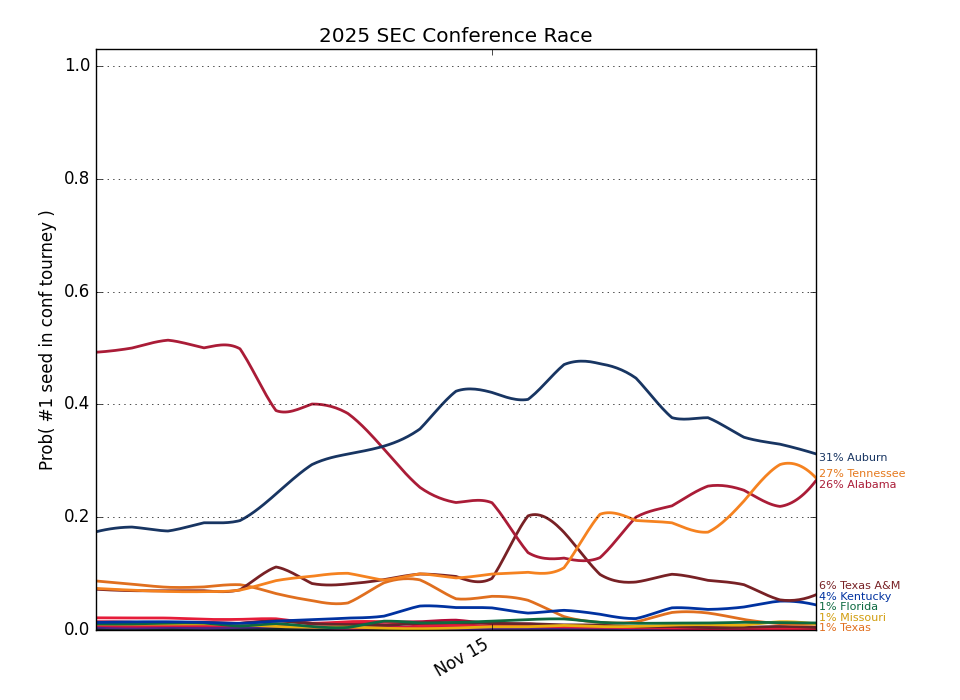 2025 SEC Conference Race
Prob( #1 seed in conf tourney )
1.0
0.8
0.6
0.4
0.2
0.0
Nov 15
31% Auburn
27% Tennessee
26% Alabama
6% Texas A&M
4% Kentucky
1% Florida
1% Missouri
1% Texas